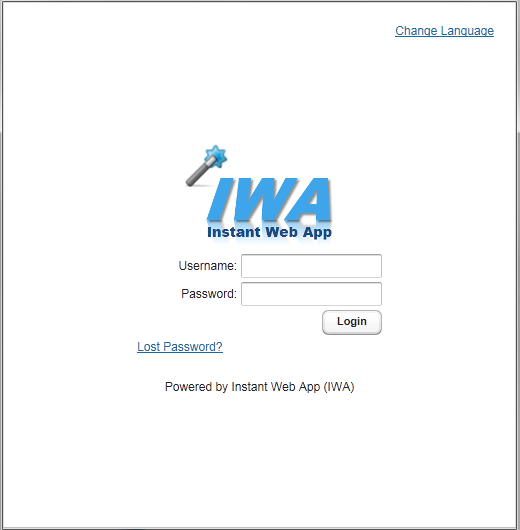 Change Language
IWA
Instant Web App
Username:
Password:
Login
Lost Password?
Powered by Instant Web App (IWA)